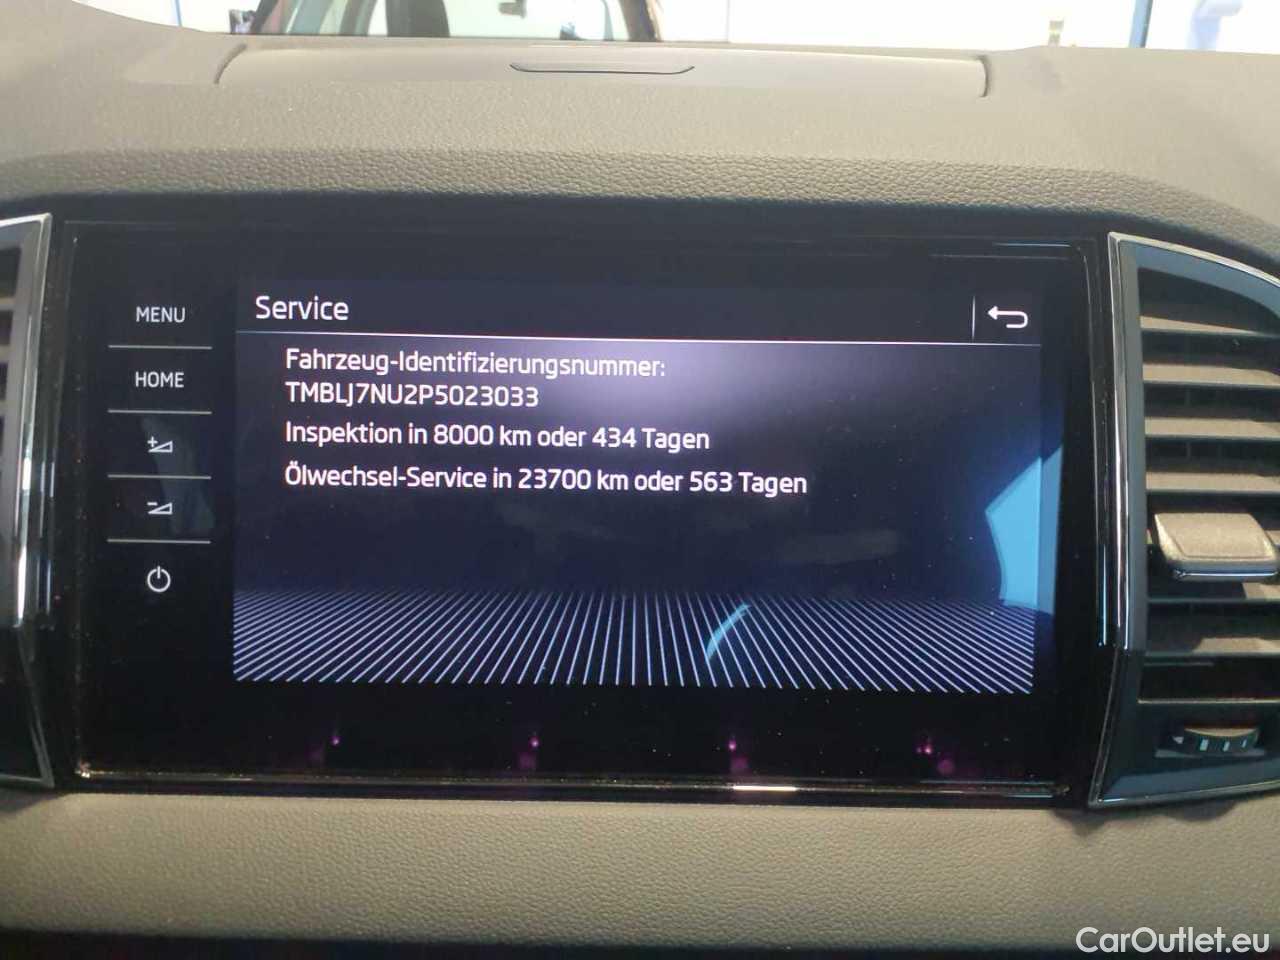 Service
MENU
HOME
Fahrzeug-Identifizierungsnummer:
TMBLJ7NU2P5023033
Inspektion in 8000 km oder 434 Tagen
Ölwechsel-Service in 23700 km oder 563 Tagen
CarOutlet.eu